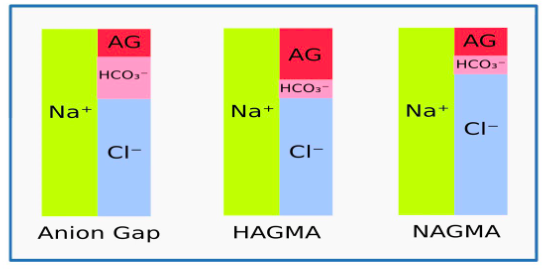 AG
HCO₃⁻
Na⁺
Cl⁻
Anion Gap
AG
HCO₃⁻
Na⁺
Cl⁻
HAGMA
AG
HCO₃⁻
Na⁺
Cl⁻
NAGMA